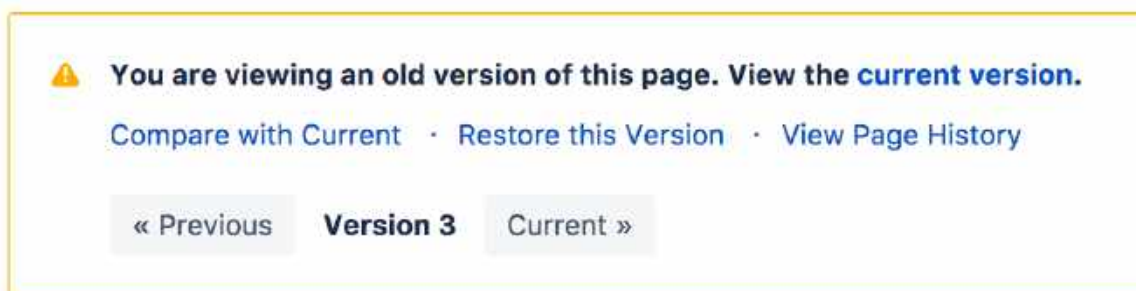 You are viewing an old version of this page. View the current version.
Compare with Current · Restore this Version · View Page History
« Previous Version 3 Current »